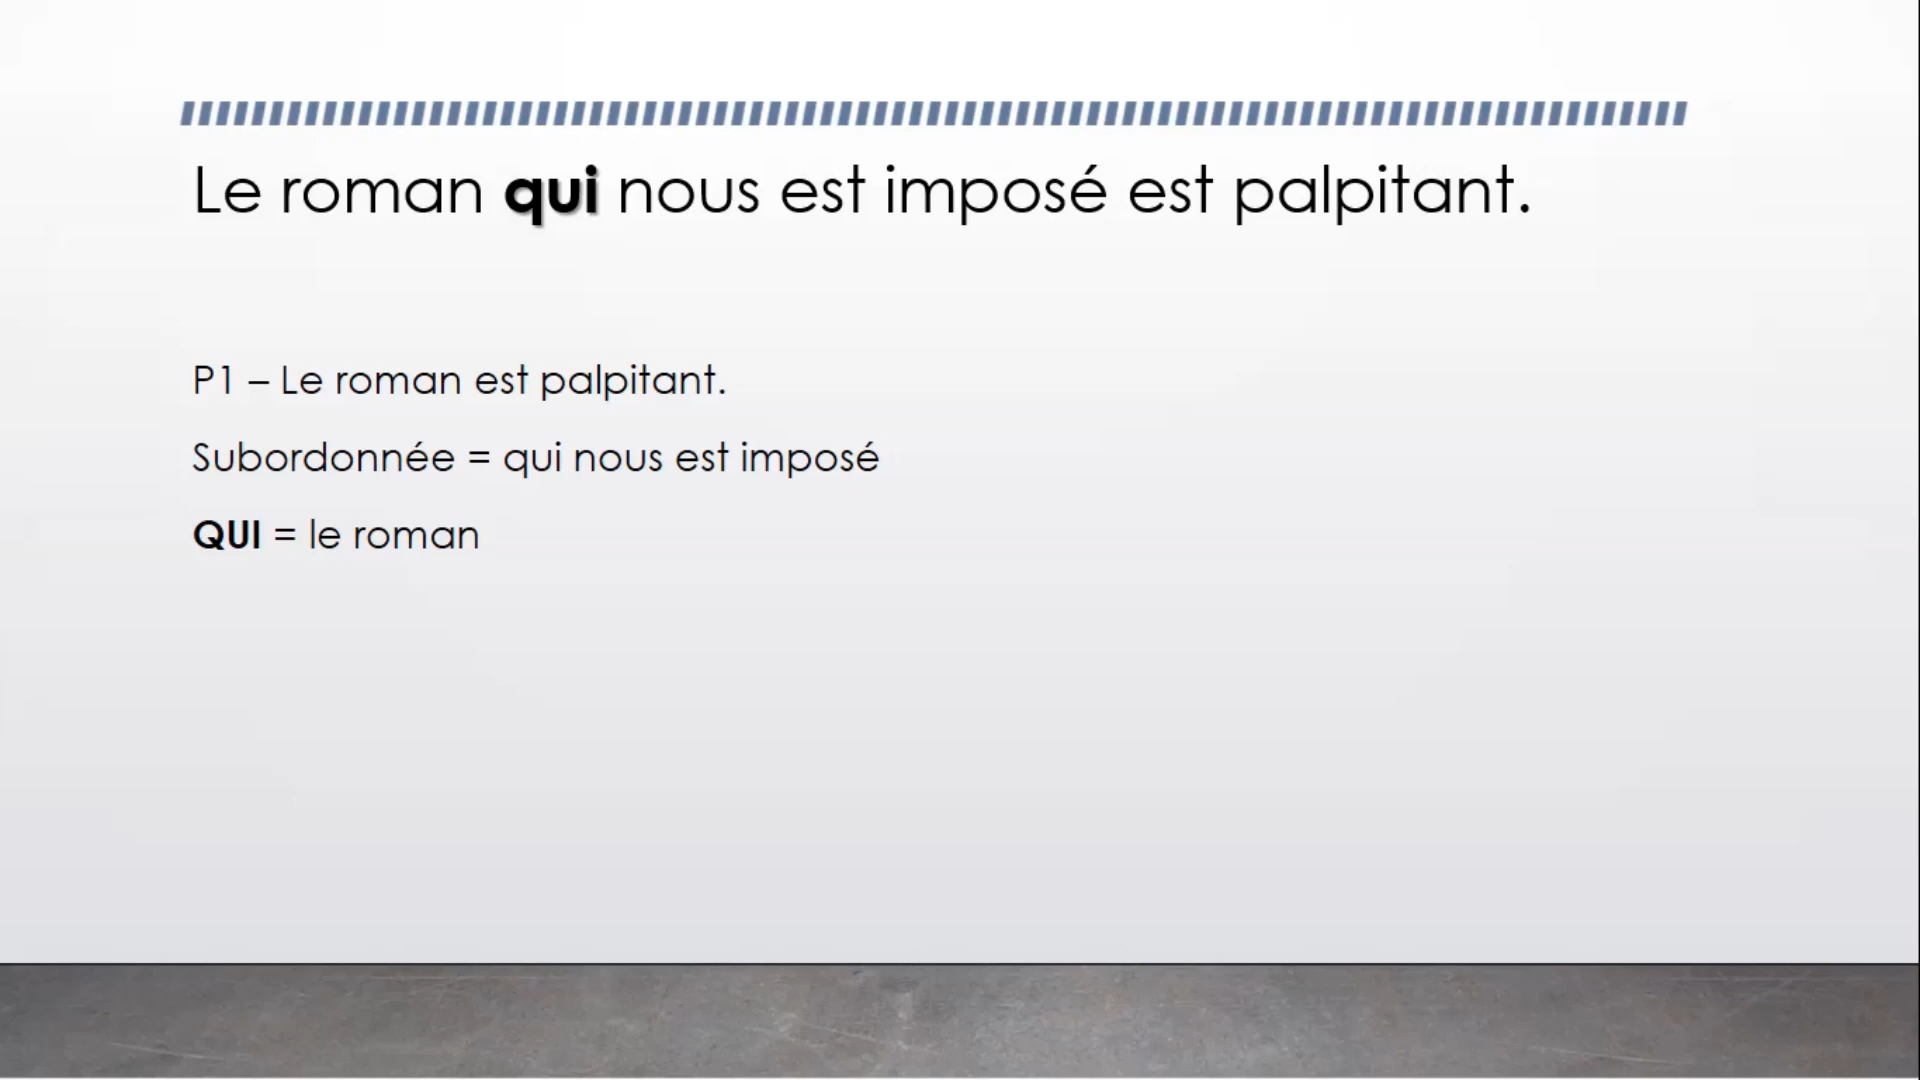 Le roman qui nous est imposé est palpitant.
P1 – Le roman est palpitant.
Subordonnée = qui nous est imposé
QUI = le roman